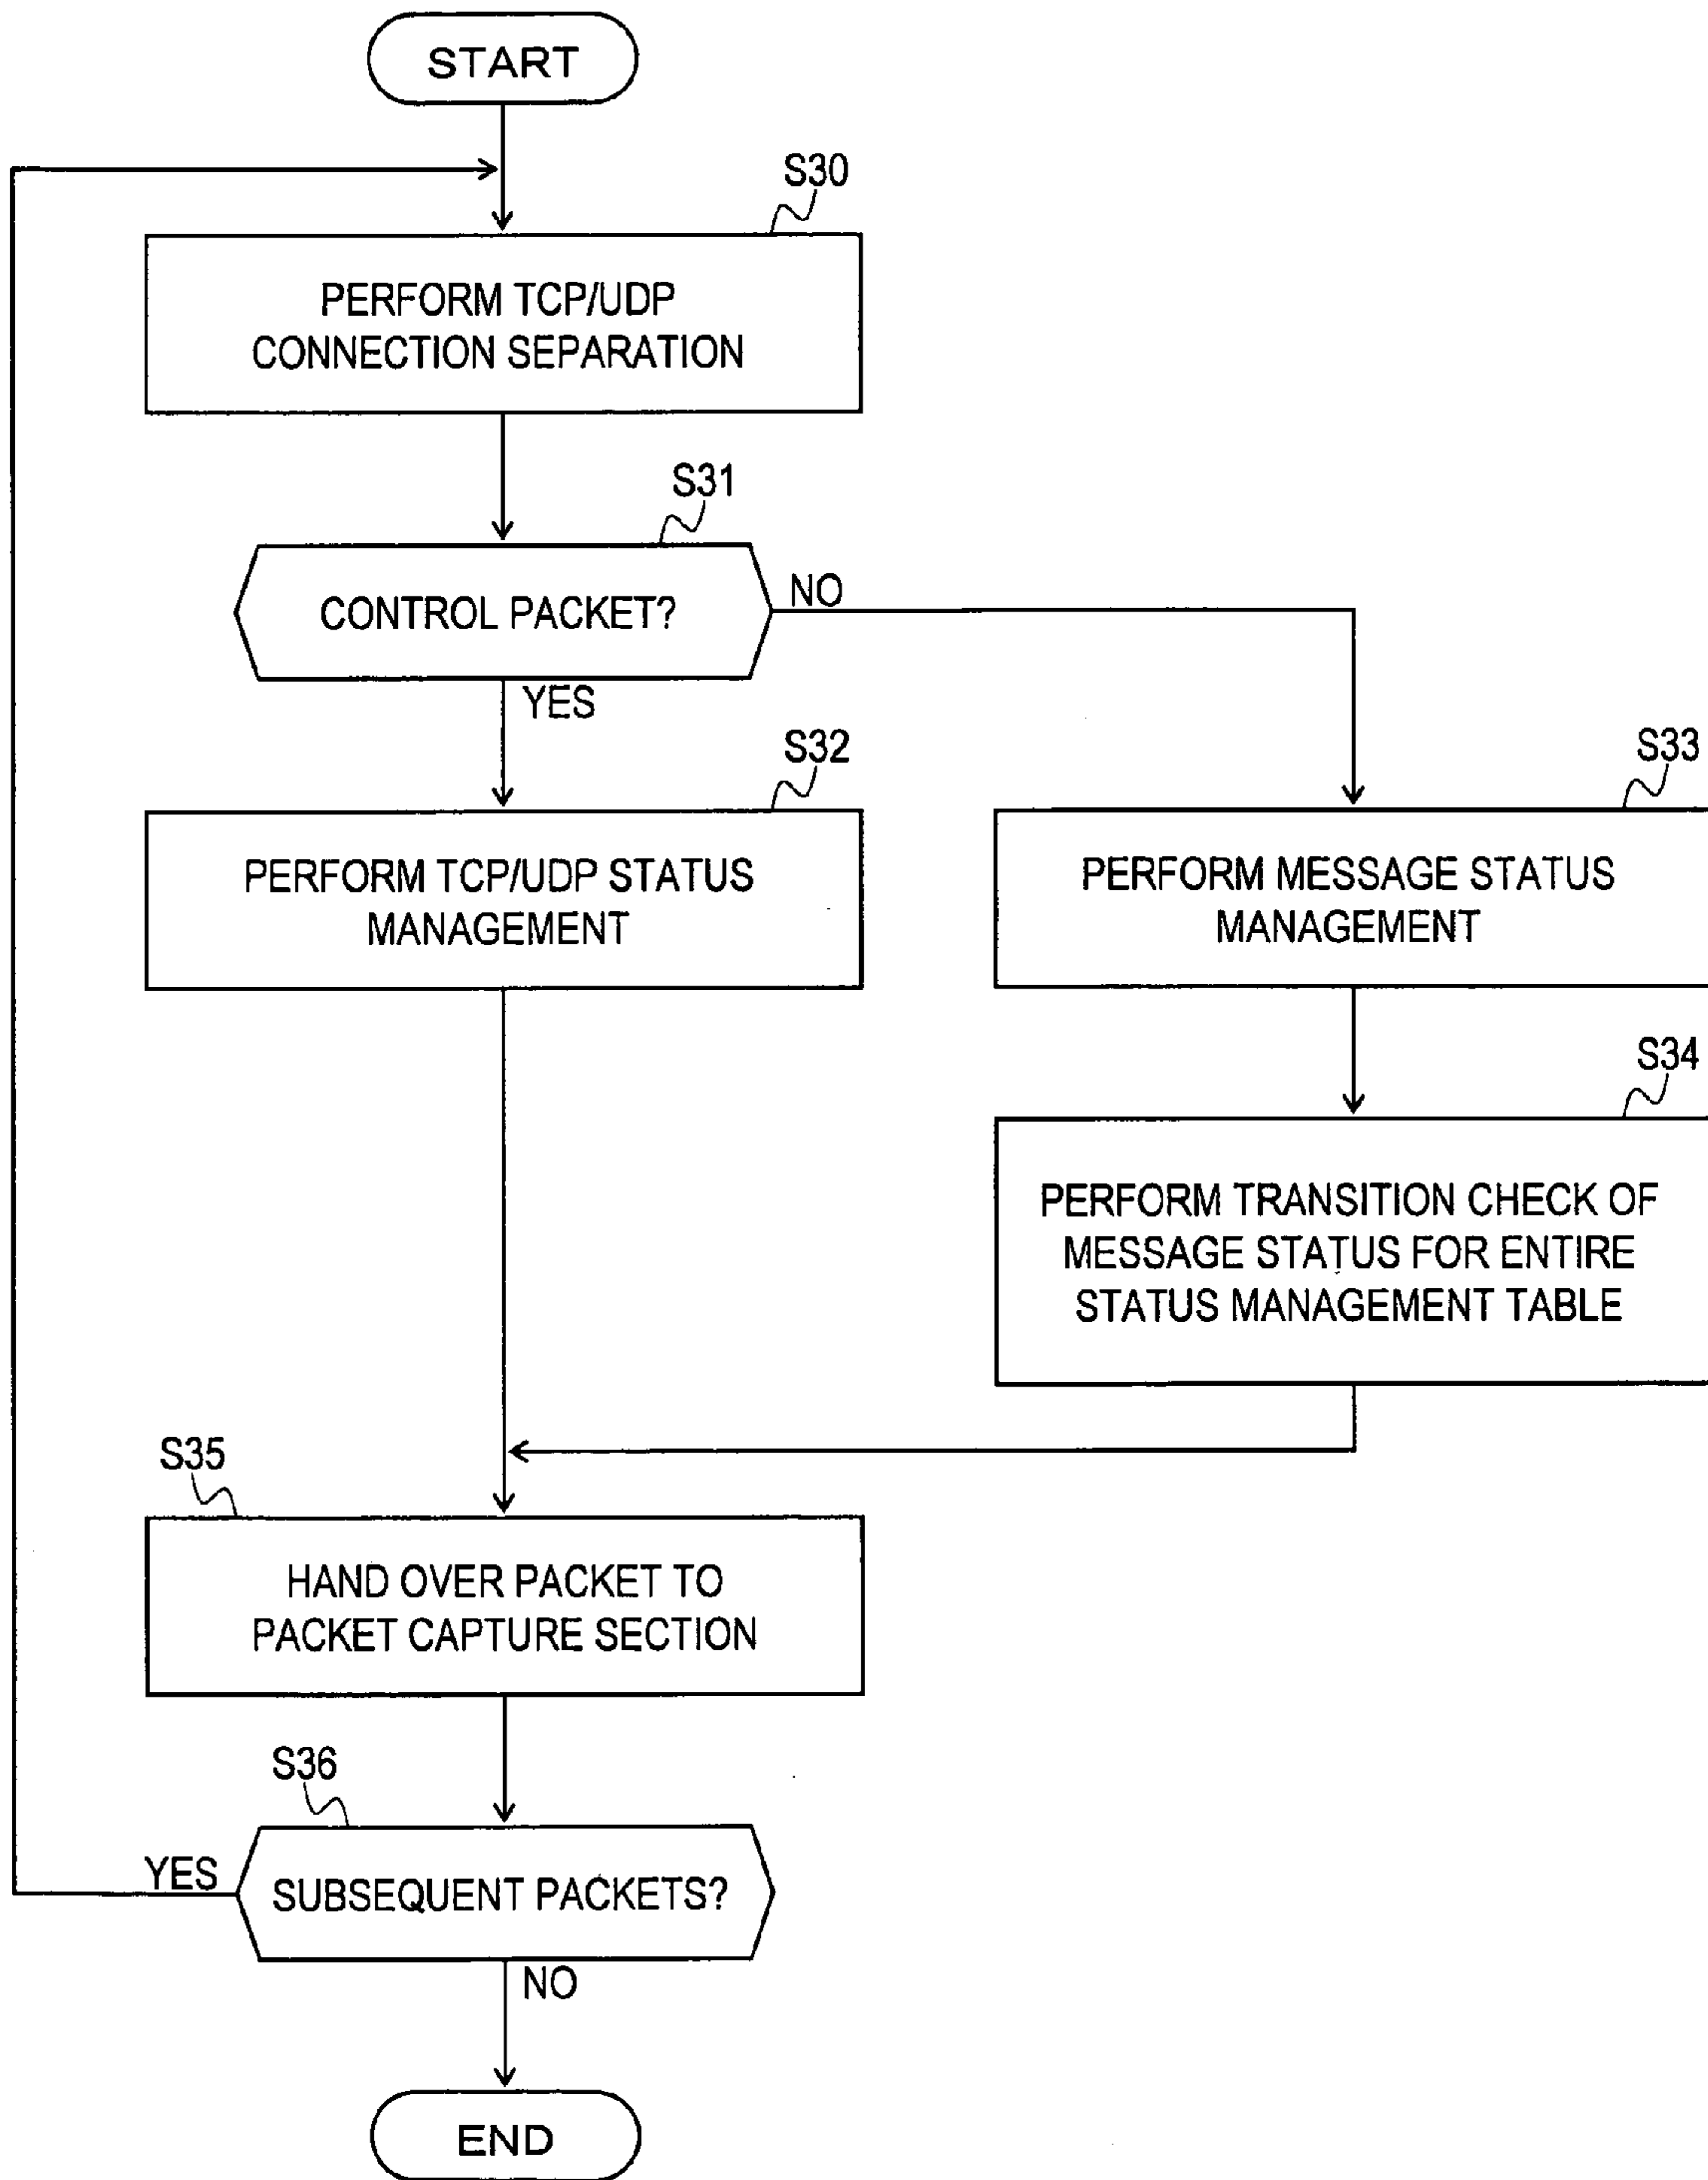 START
S30
PERFORM TCP/UDP
CONNECTION SEPARATION
S31
CONTROL PACKET?
NO
YES
S32
PERFORM TCP/UDP STATUS
MANAGEMENT
S33
PERFORM MESSAGE STATUS
MANAGEMENT
S34
PERFORM TRANSITION CHECK OF
MESSAGE STATUS FOR ENTIRE
STATUS MANAGEMENT TABLE
S35
HAND OVER PACKET TO
PACKET CAPTURE SECTION
S36
YES
SUBSEQUENT PACKETS?
NO
END